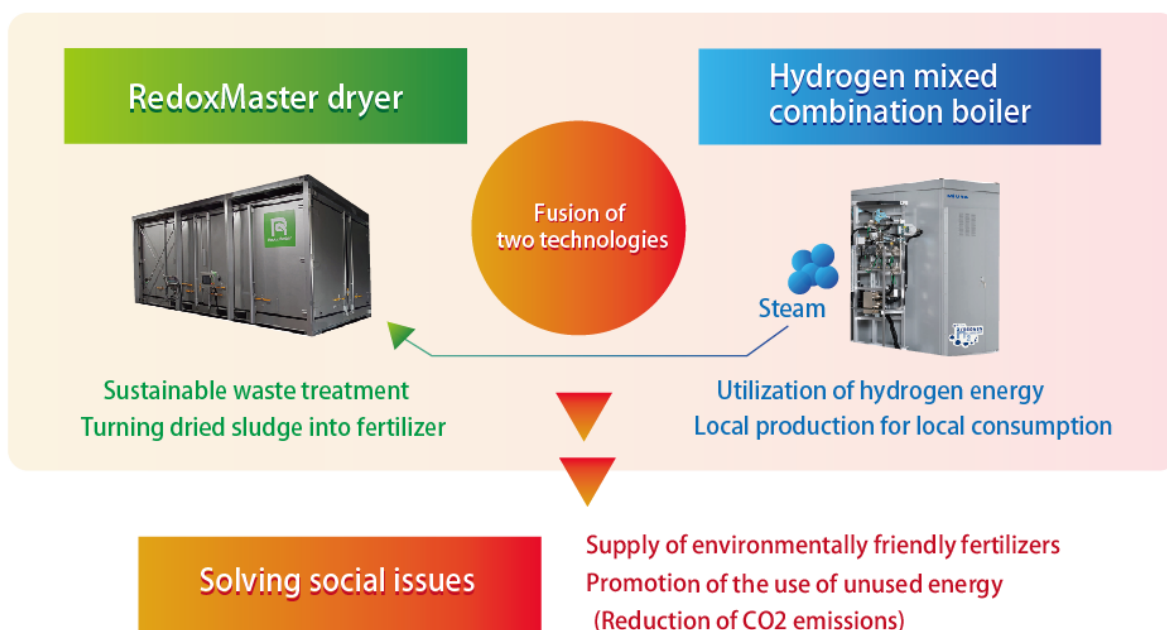 RedoxMaster dryer
Hydrogen mixed
combination boiler
Fusion of
two technologies
Steam
Sustainable waste treatment
Turning dried sludge into fertilizer
Utilization of hydrogen energy
Local production for local consumption
Solving social issues
Supply of environmentally friendly fertilizers
Promotion of the use of unused energy
(Reduction of CO2 emissions)